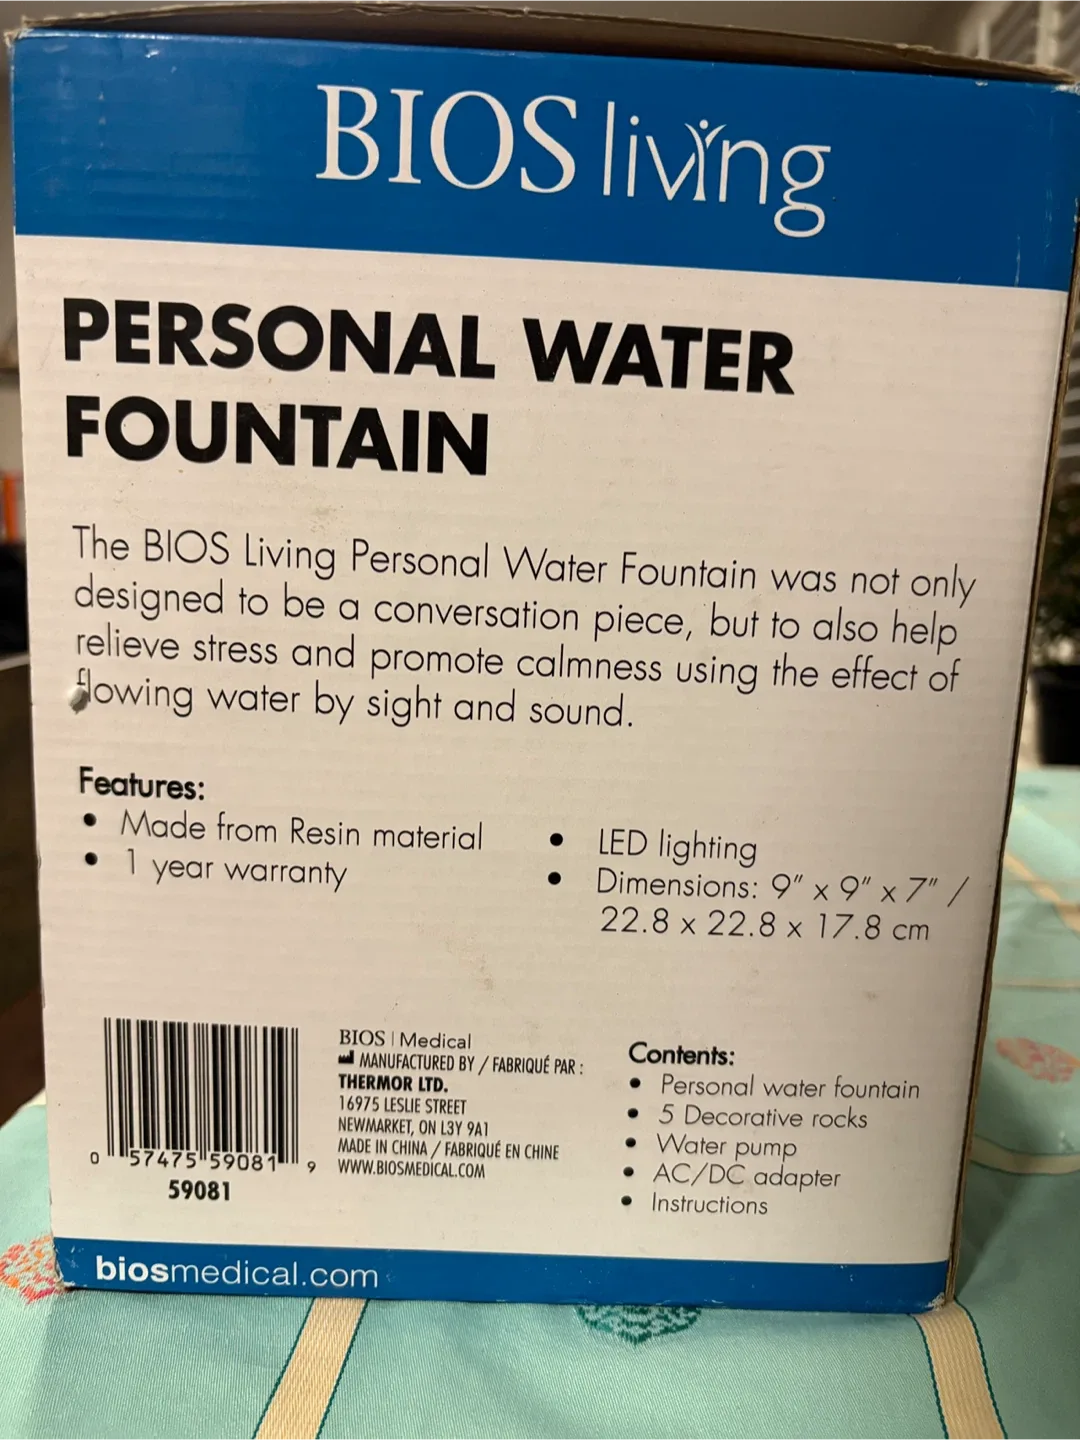 BIOS living
PERSONAL WATER
FOUNTAIN
The BIOS Living Personal Water Fountain was not only
designed to be a conversation piece, but to also help
relieve stress and promote calmness using the effect of
flowing water by sight and sound.
Features:
• Made from Resin material
• 1 year warranty
• LED lighting
• Dimensions: 9" x 9" x 7" /
22.8 x 22.8 x 17.8 cm
0 57475 59081 9
59081
BIOS | Medical
MANUFACTURED BY / FABRIQUÉ PAR :
THERMOR LTD.
16975 LESLIE STREET
NEWMARKET, ON L3Y 9A1
MADE IN CHINA / FABRIQUÉ EN CHINE
WWW.BIOSMEDICAL.COM
Contents:
• Personal water fountain
• 5 Decorative rocks
• Water pump
• AC/DC adapter
• Instructions
biosmedical.com